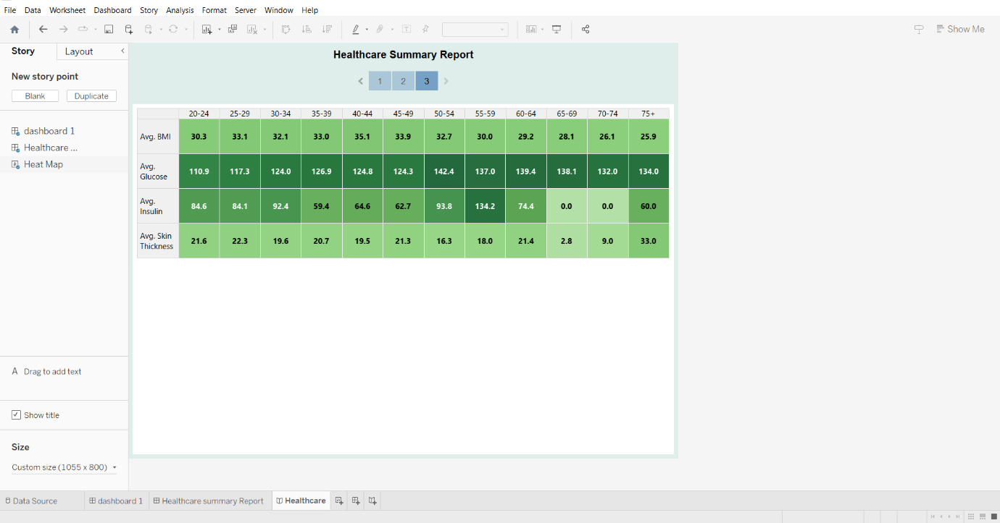 File Data Worksheet Dashboard Story Analysis Format Server Window Help
Show Me
Story Layout
New story point
Blank Duplicate
dashboard 1
Healthcare ...
Heat Map
A Drag to add text
Show title
Size
Custom size (1055 x 800)
Healthcare Summary Report
1 2 3
20-24 25-29 30-34 35-39 40-44 45-49 50-54 55-59 60-64 65-69 70-74 75+
Avg. BMI 30.3 33.1 32.1 33.0 35.1 33.9 32.7 30.0 29.2 28.1 26.1 25.9
Avg.
Glucose 110.9 117.3 124.0 126.9 124.8 124.3 142.4 137.0 139.4 138.1 132.0 134.0
Avg.
Insulin 84.6 84.1 92.4 59.4 64.6 62.7 93.8 134.2 74.4 0.0 0.0 60.0
Avg. Skin
Thickness 21.6 22.3 19.6 20.7 19.5 21.3 16.3 18.0 21.4 2.8 9.0 33.0
Data Source dashboard 1 Healthcare summary Report Healthcare